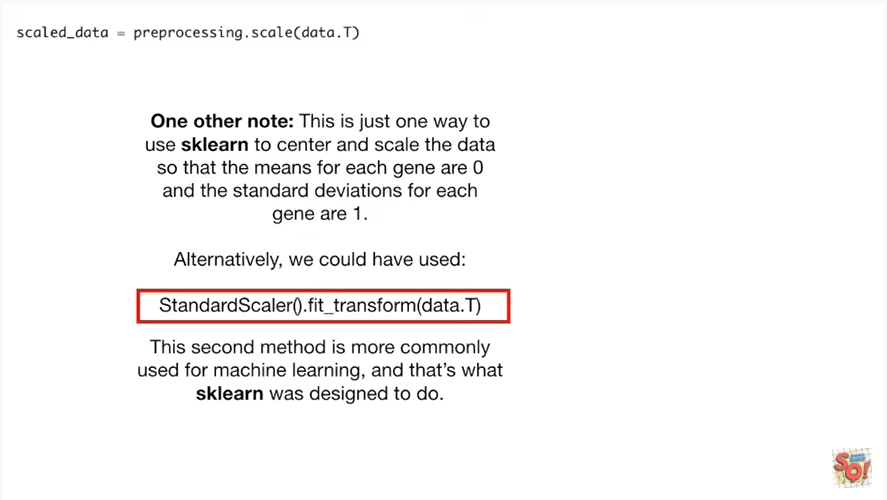 scaled_data = preprocessing.scale(data.T)
One other note: This is just one way to
use sklearn to center and scale the data
so that the means for each gene are 0
and the standard deviations for each
gene are 1.
Alternatively, we could have used:
StandardScaler().fit_transform(data.T)
This second method is more commonly
used for machine learning, and that’s what
sklearn was designed to do.
SQ!